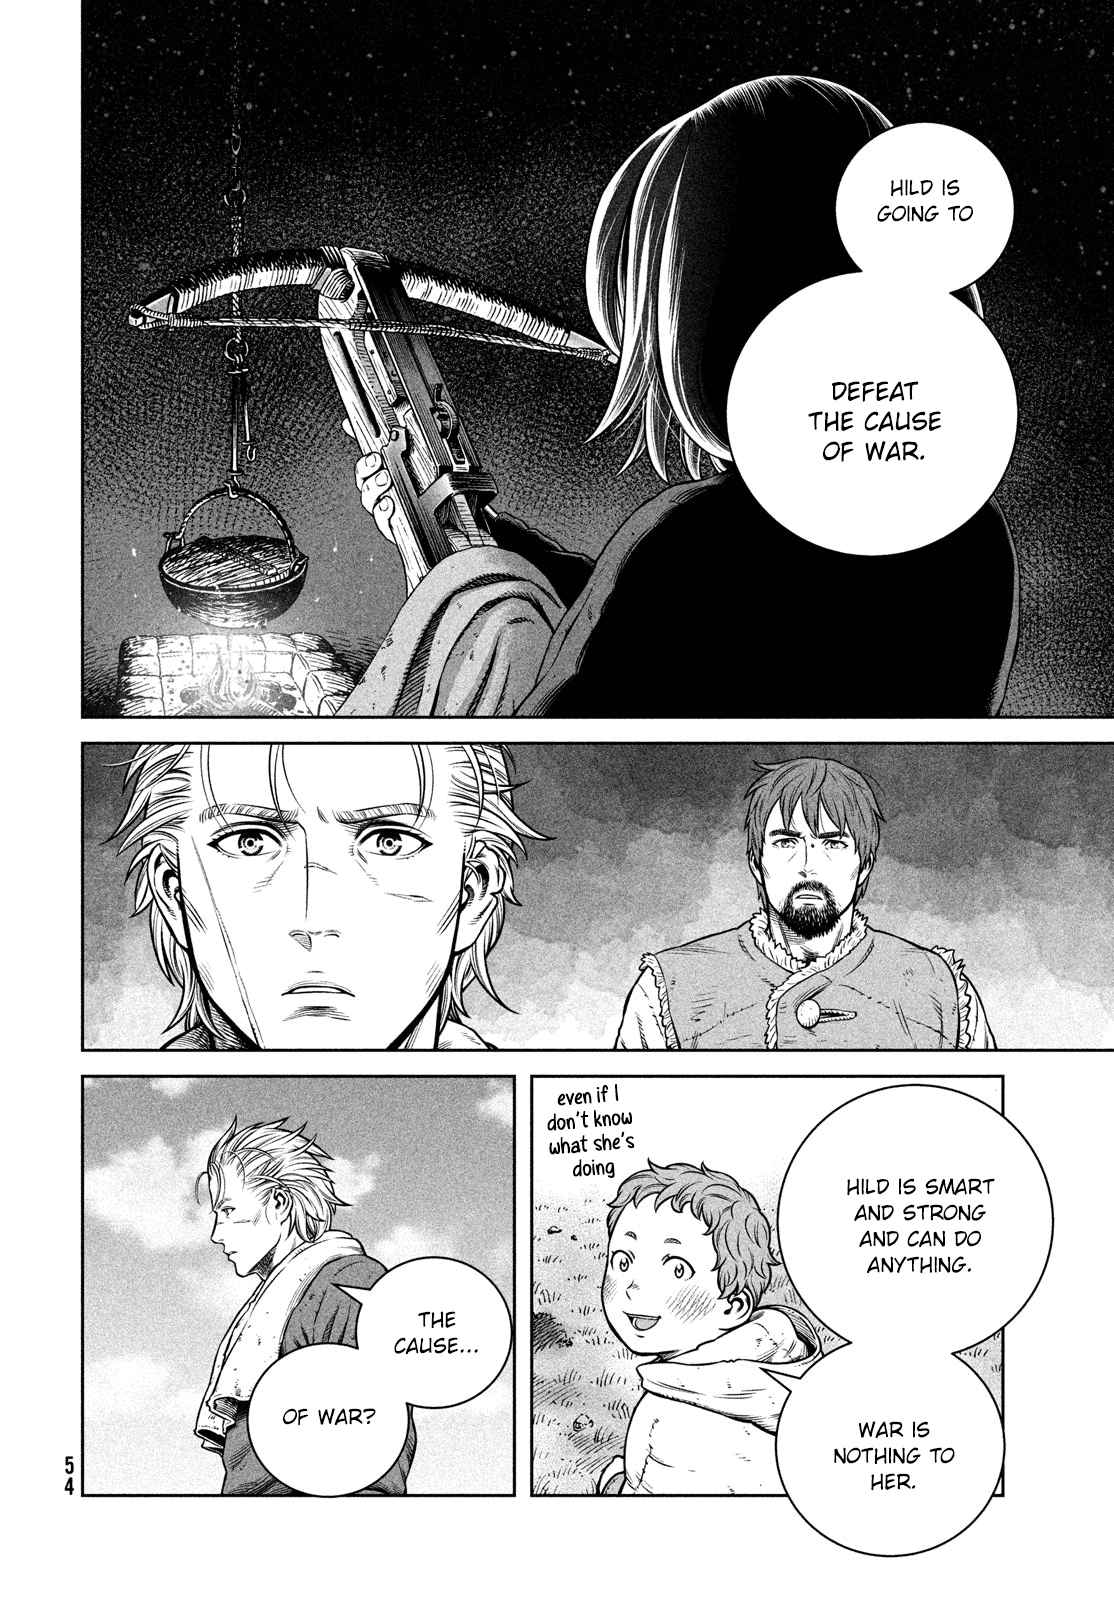 HILD IS
GOING TO
DEFEAT
THE CAUSE
OF WAR.
HILD IS SMART
AND STRONG
AND CAN DO
ANYTHING.
WAR IS
NOTHING TO
HER.
even if I
don't know
what she's
doing
THE
CAUSE...
OF WAR?
54